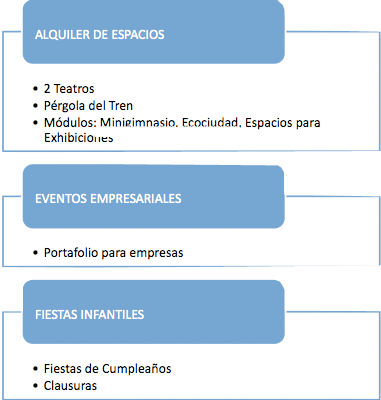 ALQUILER DE ESPACIOS
• 2 Teatros
• Pérgola del Tren
• Módulos: Minigimnasio, Ecociudad, Espacios para
Exhibiciones
EVENTOS EMPRESARIALES
• Portafolio para empresas
FIESTAS INFANTILES
• Fiestas de Cumpleaños
• Clausuras